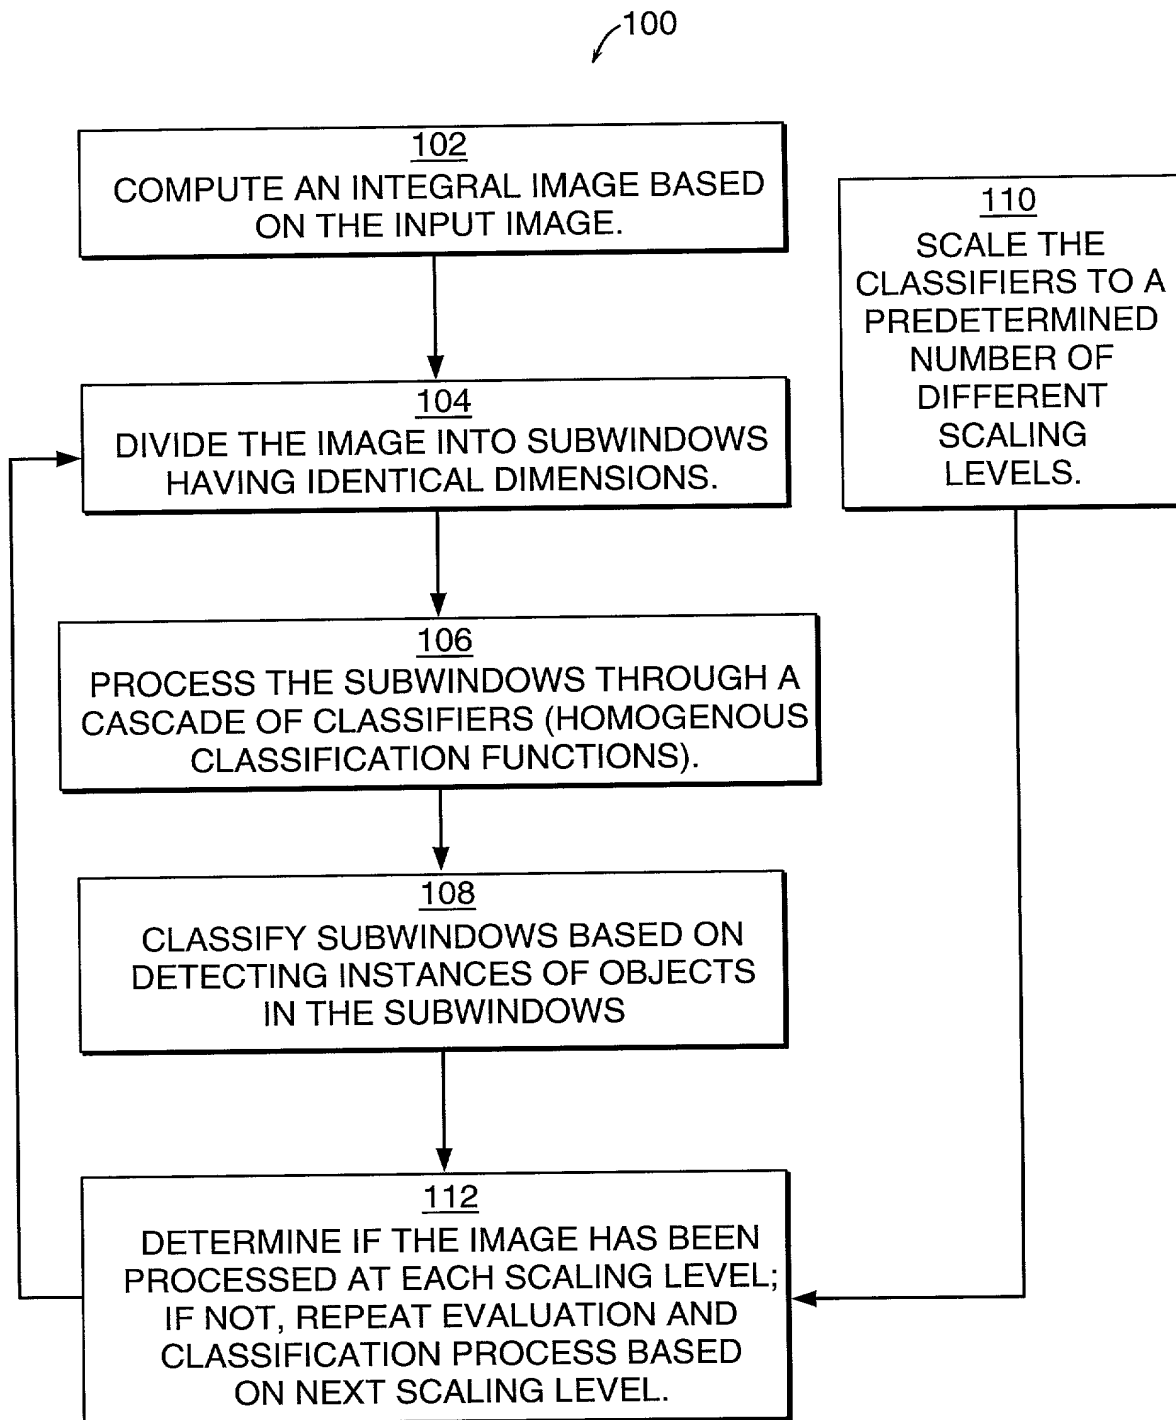 100
102
COMPUTE AN INTEGRAL IMAGE BASED
ON THE INPUT IMAGE.
110
SCALE THE
CLASSIFIERS TO A
PREDETERMINED
NUMBER OF
DIFFERENT
SCALING
LEVELS.
104
DIVIDE THE IMAGE INTO SUBWINDOWS
HAVING IDENTICAL DIMENSIONS.
106
PROCESS THE SUBWINDOWS THROUGH A
CASCADE OF CLASSIFIERS (HOMOGENOUS
CLASSIFICATION FUNCTIONS).
108
CLASSIFY SUBWINDOWS BASED ON
DETECTING INSTANCES OF OBJECTS
IN THE SUBWINDOWS
112
DETERMINE IF THE IMAGE HAS BEEN
PROCESSED AT EACH SCALING LEVEL;
IF NOT, REPEAT EVALUATION AND
CLASSIFICATION PROCESS BASED
ON NEXT SCALING LEVEL.